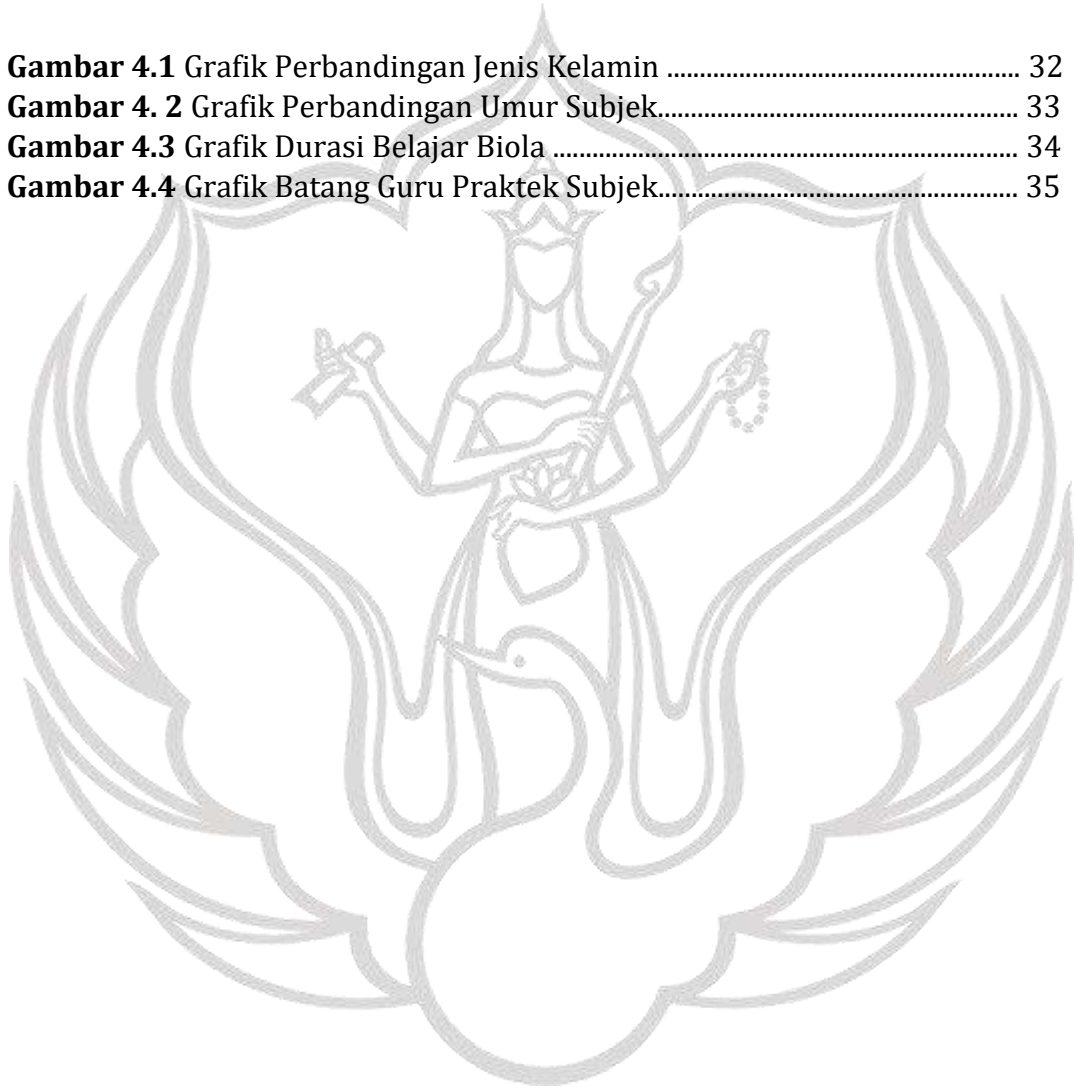 Gambar 4.1 Grafik Perbandingan Jenis Kelamin ...................................................... 32
Gambar 4. 2 Grafik Perbandingan Umur Subjek....................................................... 33
Gambar 4.3 Grafik Durasi Belajar Biola ....................................................................... 34
Gambar 4.4 Grafik Batang Guru Praktek Subjek....................................................... 35